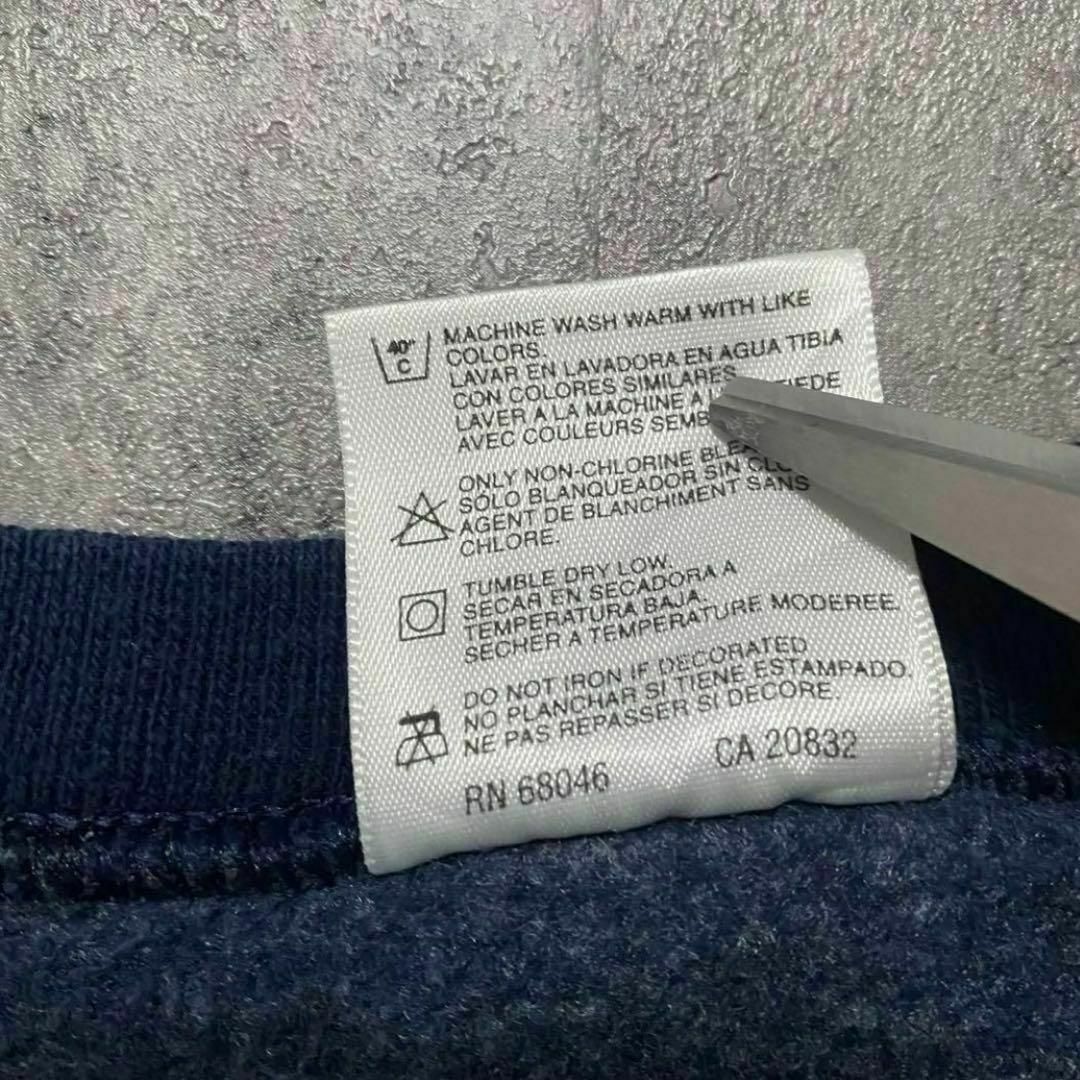 40°
C
MACHINE WASH WARM WITH LIKE
COLORS.
LAVAR EN LAVADORA EN AGUA TIBIA
CON COLORES SIMILARES
LAVER A LA MACHINE A
AVEC COULEURS
ONLY NON-CHLORINE
SÓLO BLANQUEADOR SIN
AGENT DE BLANCHIMENT SANS
CHLORE.
TUMBLE DRY LOW.
SECAR EN SECADORA A
TEMPERATURA BAJA.
SECHER A TEMPERATURE MODEREE.
DO NOT IRON IF DECORATED
NO PLANCHAR SI TIENE ESTAMPADO.
NE PAS REPASSER SI DECORE.
RN 68046 CA 20832